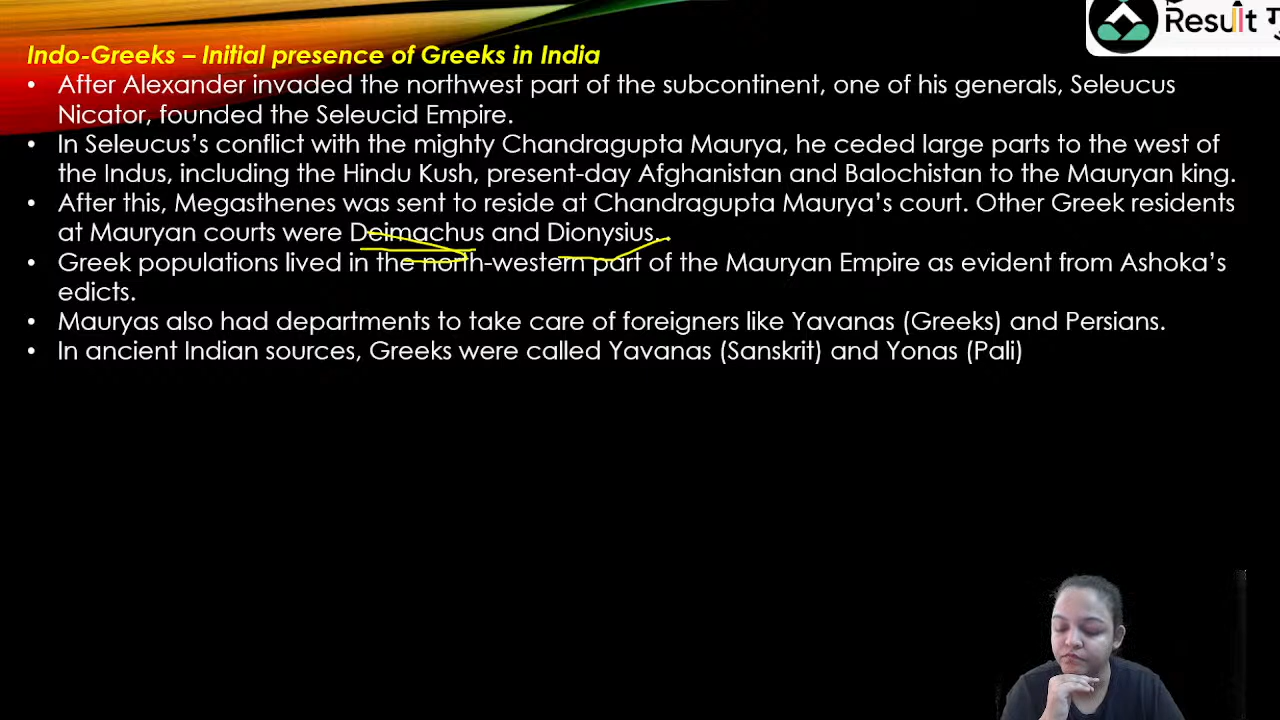 Result गु
Indo-Greeks – Initial presence of Greeks in India
• After Alexander invaded the northwest part of the subcontinent, one of his generals, Seleucus
Nicator, founded the Seleucid Empire.
• In Seleucus's conflict with the mighty Chandragupta Maurya, he ceded large parts to the west of
the Indus, including the Hindu Kush, present-day Afghanistan and Balochistan to the Mauryan king.
• After this, Megasthenes was sent to reside at Chandragupta Maurya's court. Other Greek residents
at Mauryan courts were Deimachus and Dionysius.
• Greek populations lived in the north-western part of the Mauryan Empire as evident from Ashoka's
edicts.
• Mauryas also had departments to take care of foreigners like Yavanas (Greeks) and Persians.
• In ancient Indian sources, Greeks were called Yavanas (Sanskrit) and Yonas (Pali)